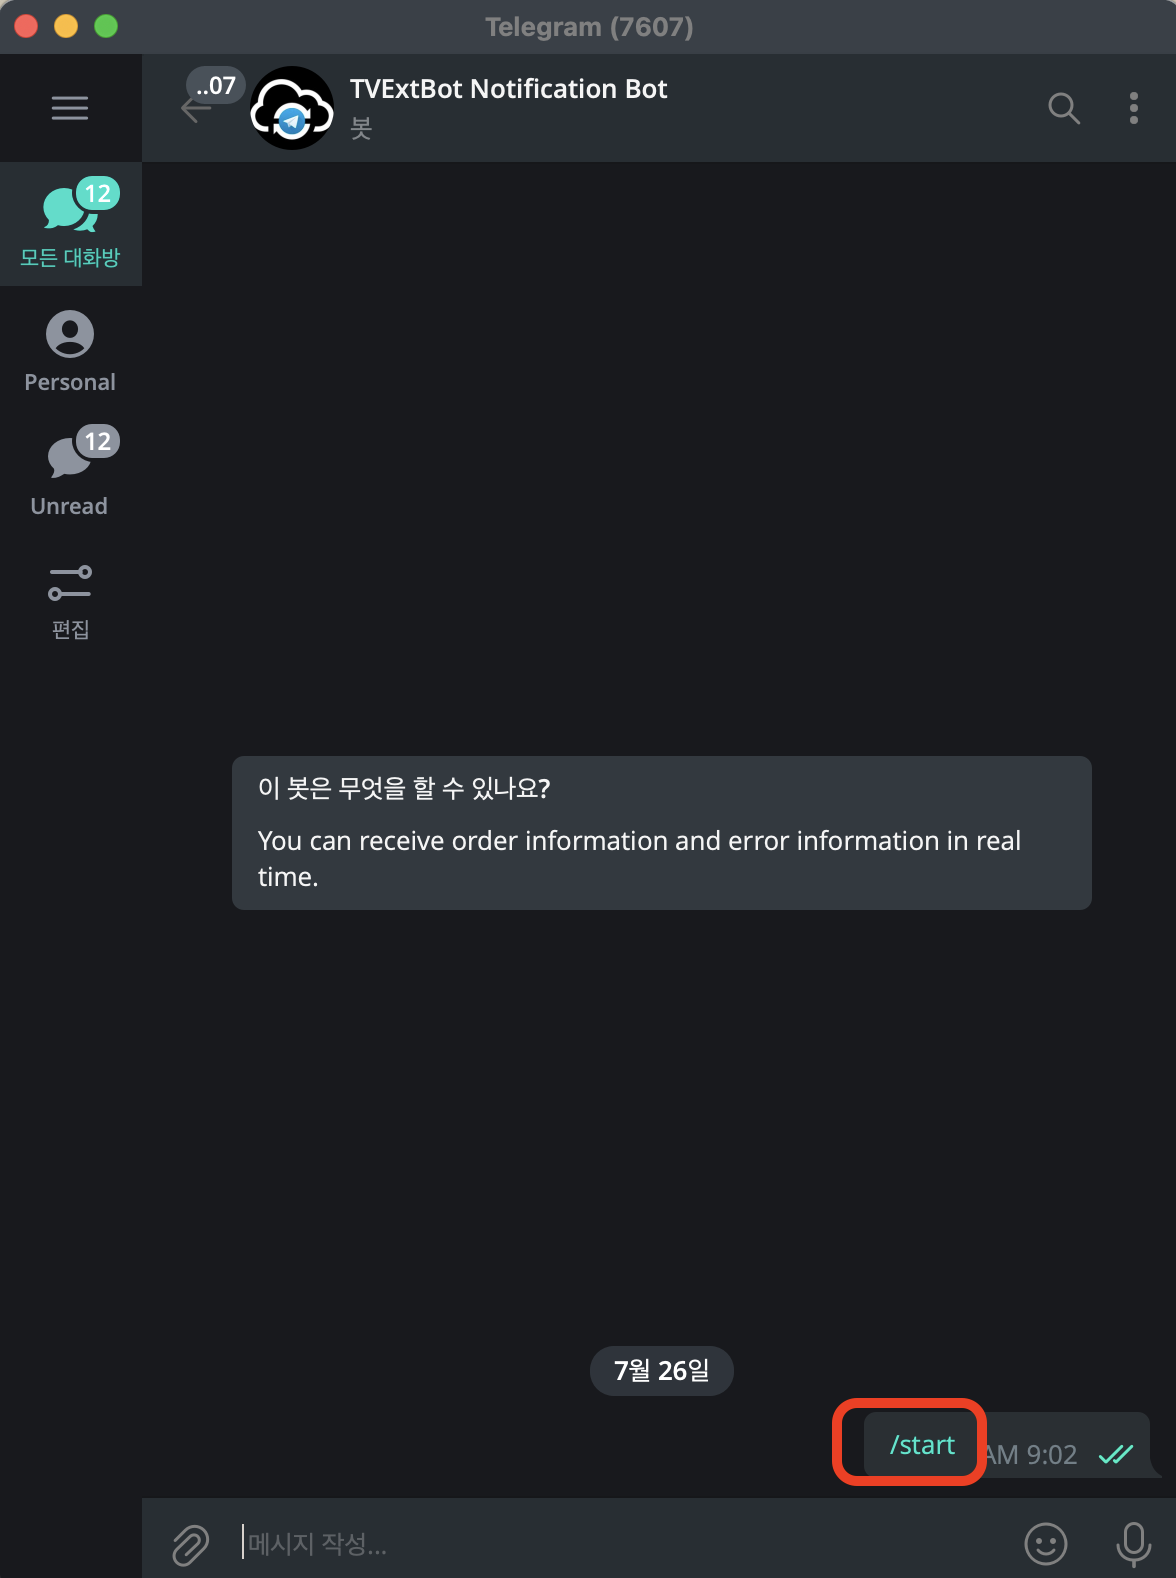 Telegram (7607)
..07
TVExtBot Notification Bot
봇
12
모든 대화방
Personal
12
Unread
편집
이 봇은 무엇을 할 수 있나요?
You can receive order information and error information in real
time.
7월 26일
/start
AM 9:02
메시지 작성...